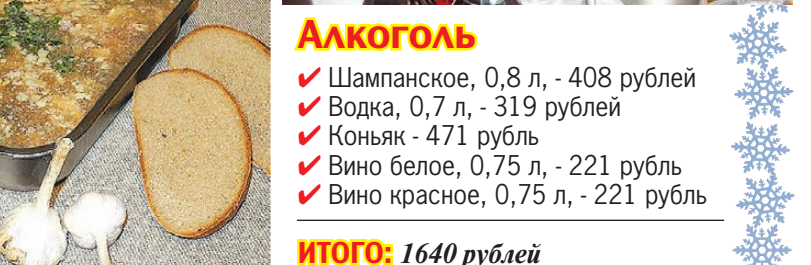 Алкоголь
✔ Шампанское, 0,8 л, - 408 рублей
✔ Водка, 0,7 л, - 319 рублей
✔ Коньяк - 471 рубль
✔ Вино белое, 0,75 л, - 221 рубль
✔ Вино красное, 0,75 л, - 221 рубль
ИТОГО: 1640 рублей